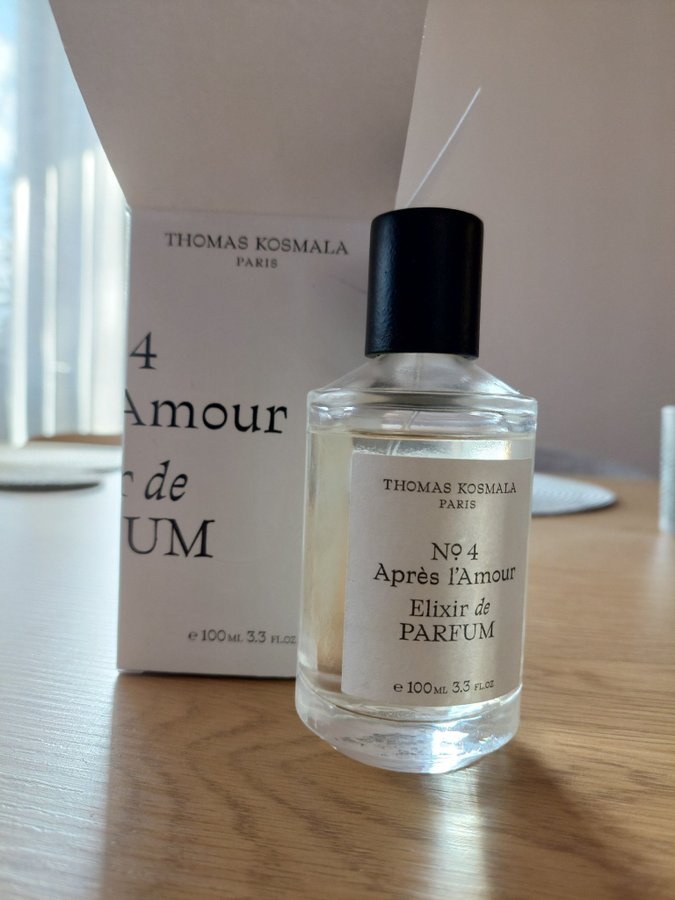 THOMAS KOSMALA
PARIS
4
Amour
de
UM
℮ 100ML 3.3 FL.OZ
THOMAS KOSMALA
PARIS
Nº 4
Après l'Amour
Elixir de
PARFUM
℮ 100ML 3.3 FL.OZ